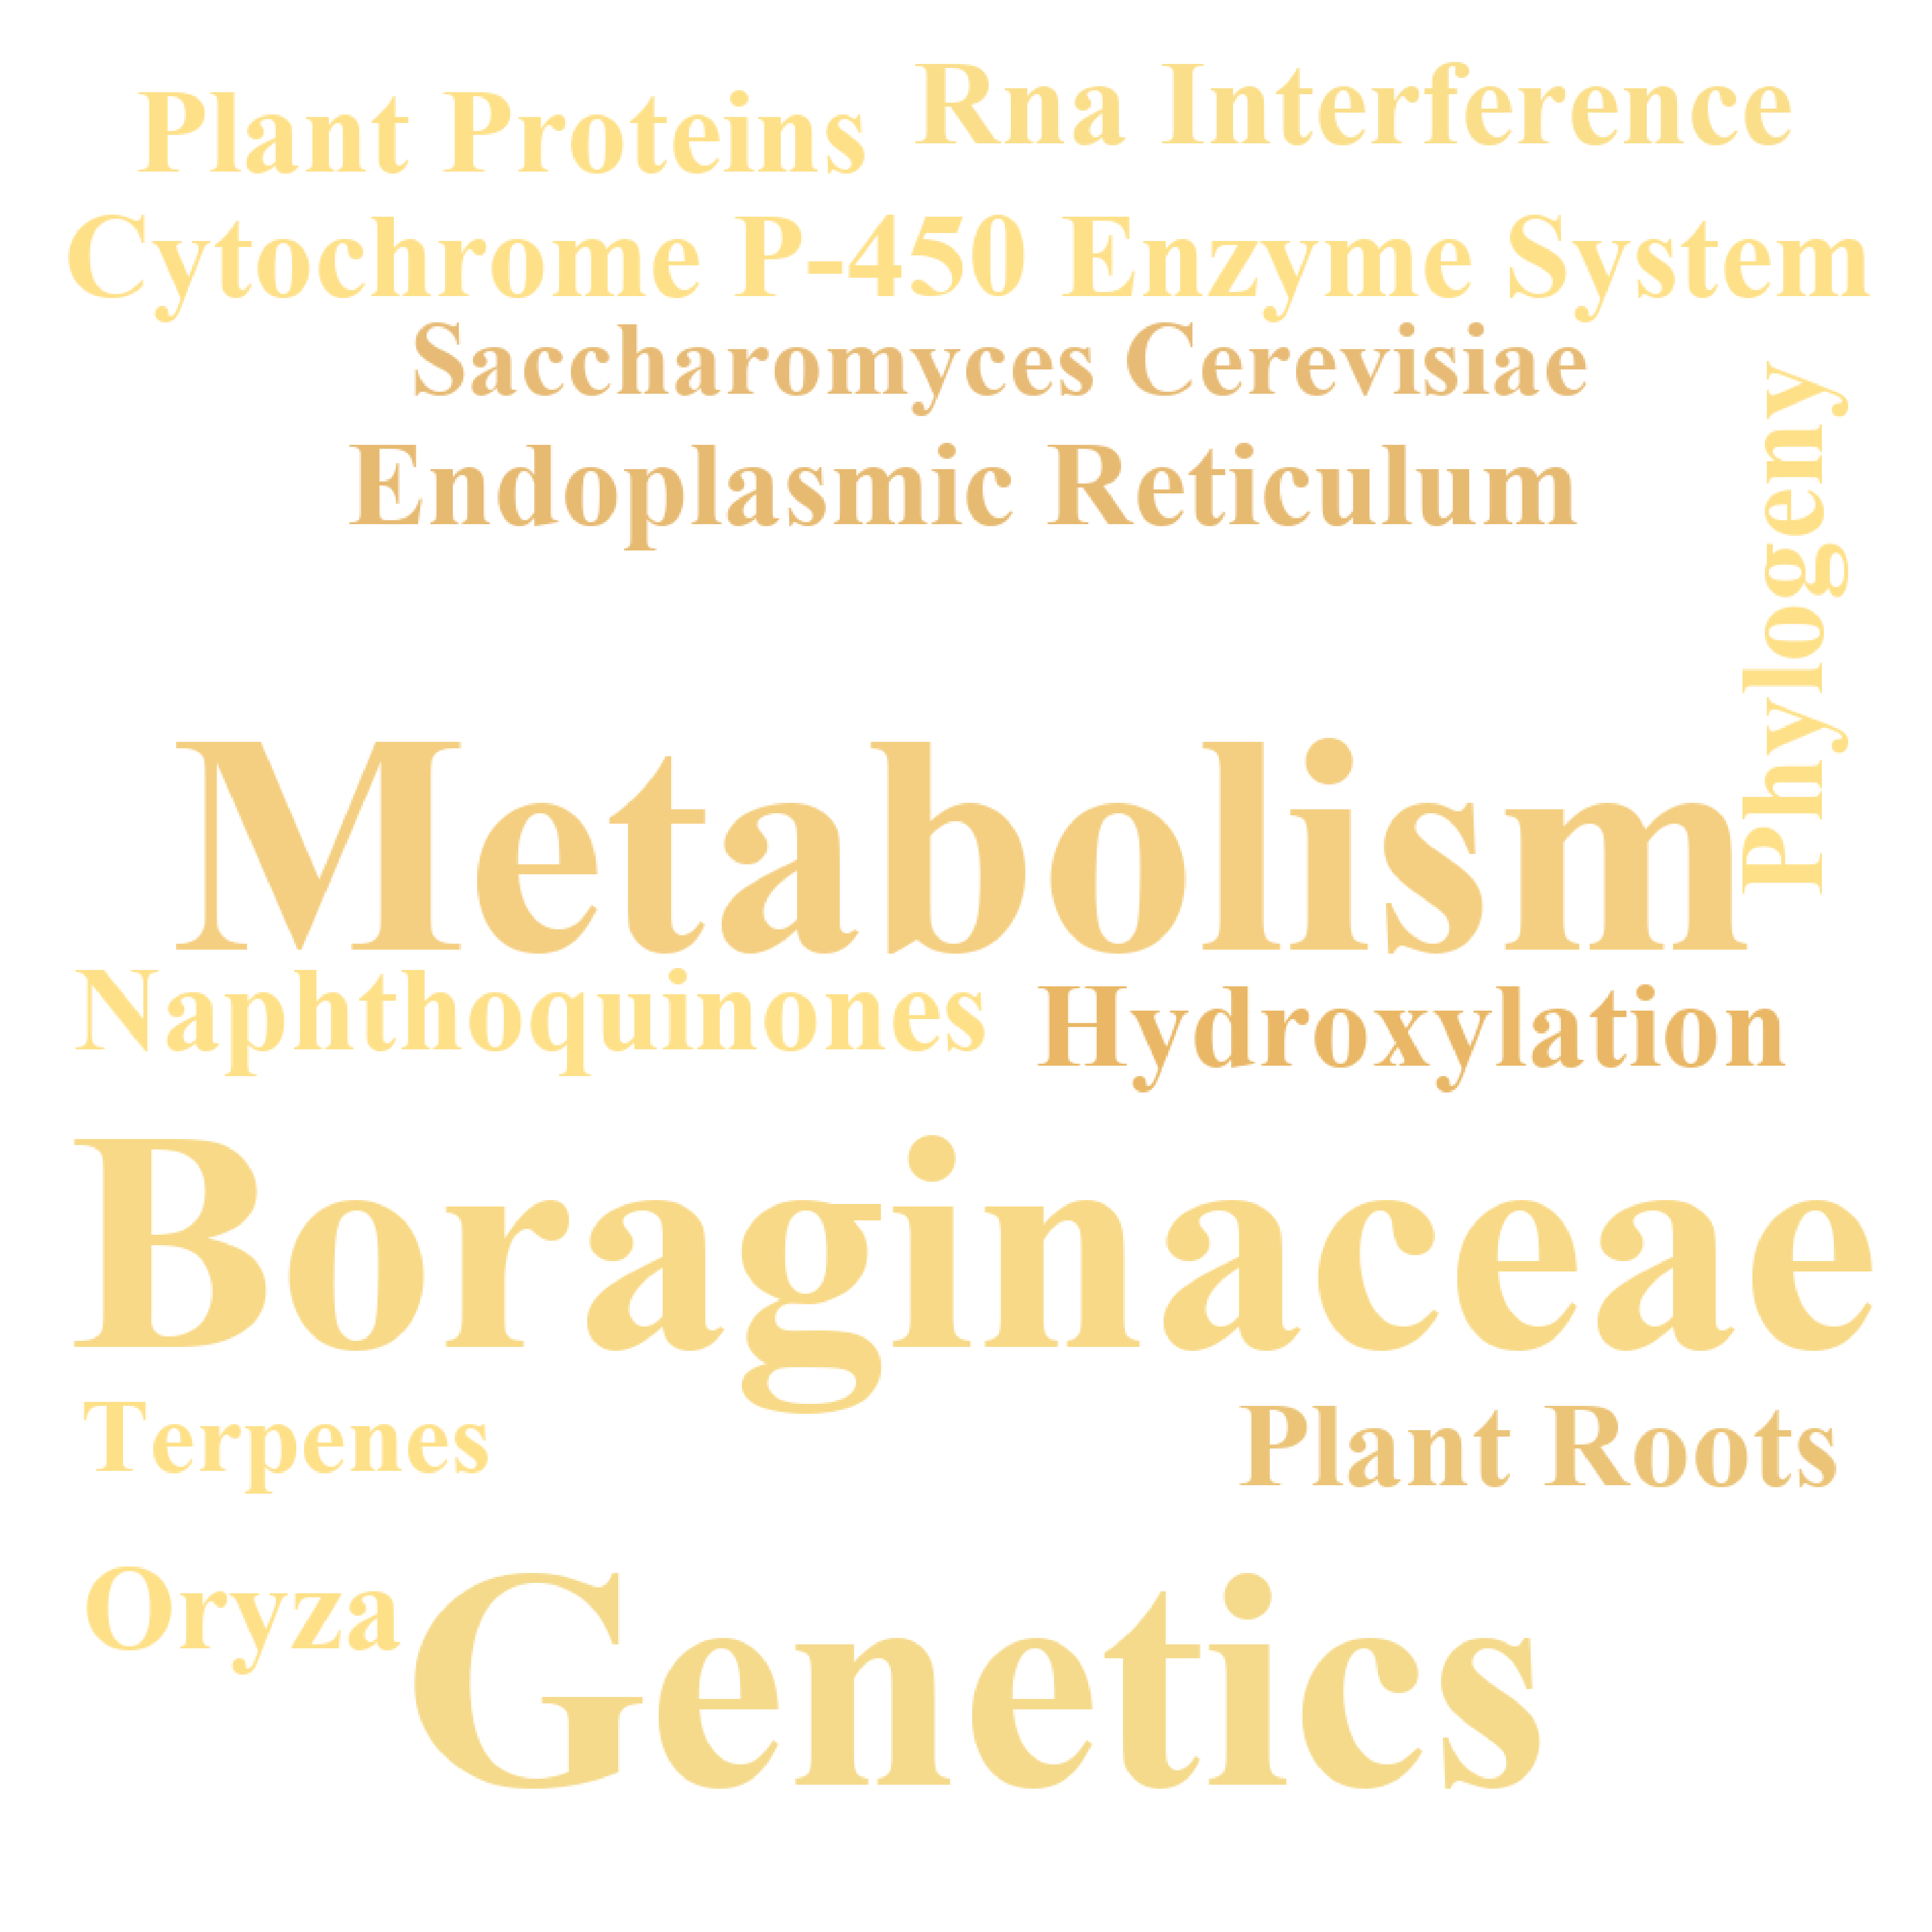 Plant Proteins
Rna Interference
Cytochrome P-450 Enzyme System
Saccharomyces Cerevisiae
Endoplasmic Reticulum
Phylogeny
Metabolism
Naphthoquinones
Hydroxylation
Boraginaceae
Terpenes
Plant Roots
Oryza
Genetics